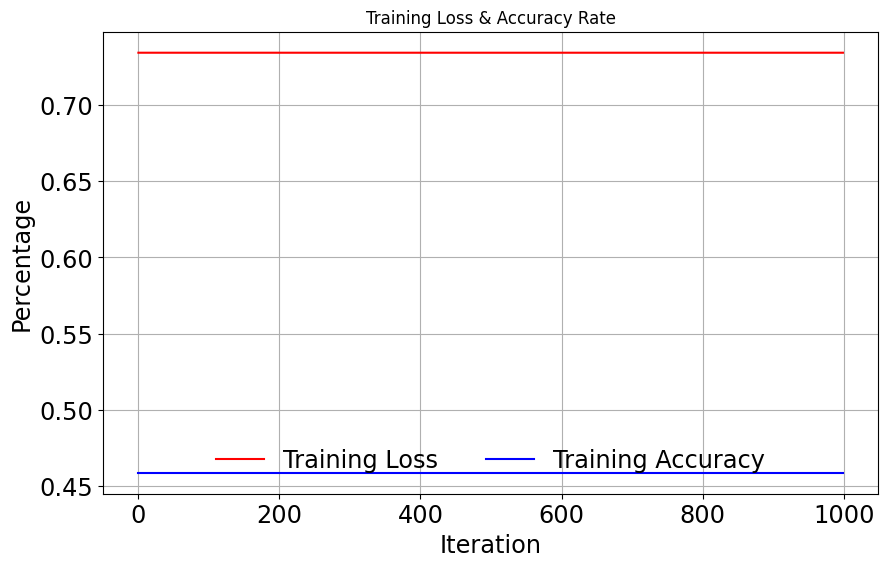 Training Loss & Accuracy Rate
Percentage
0.70
0.65
0.60
0.55
0.50
0.45
Training Loss Training Accuracy
0 200 400 600 800 1000
Iteration